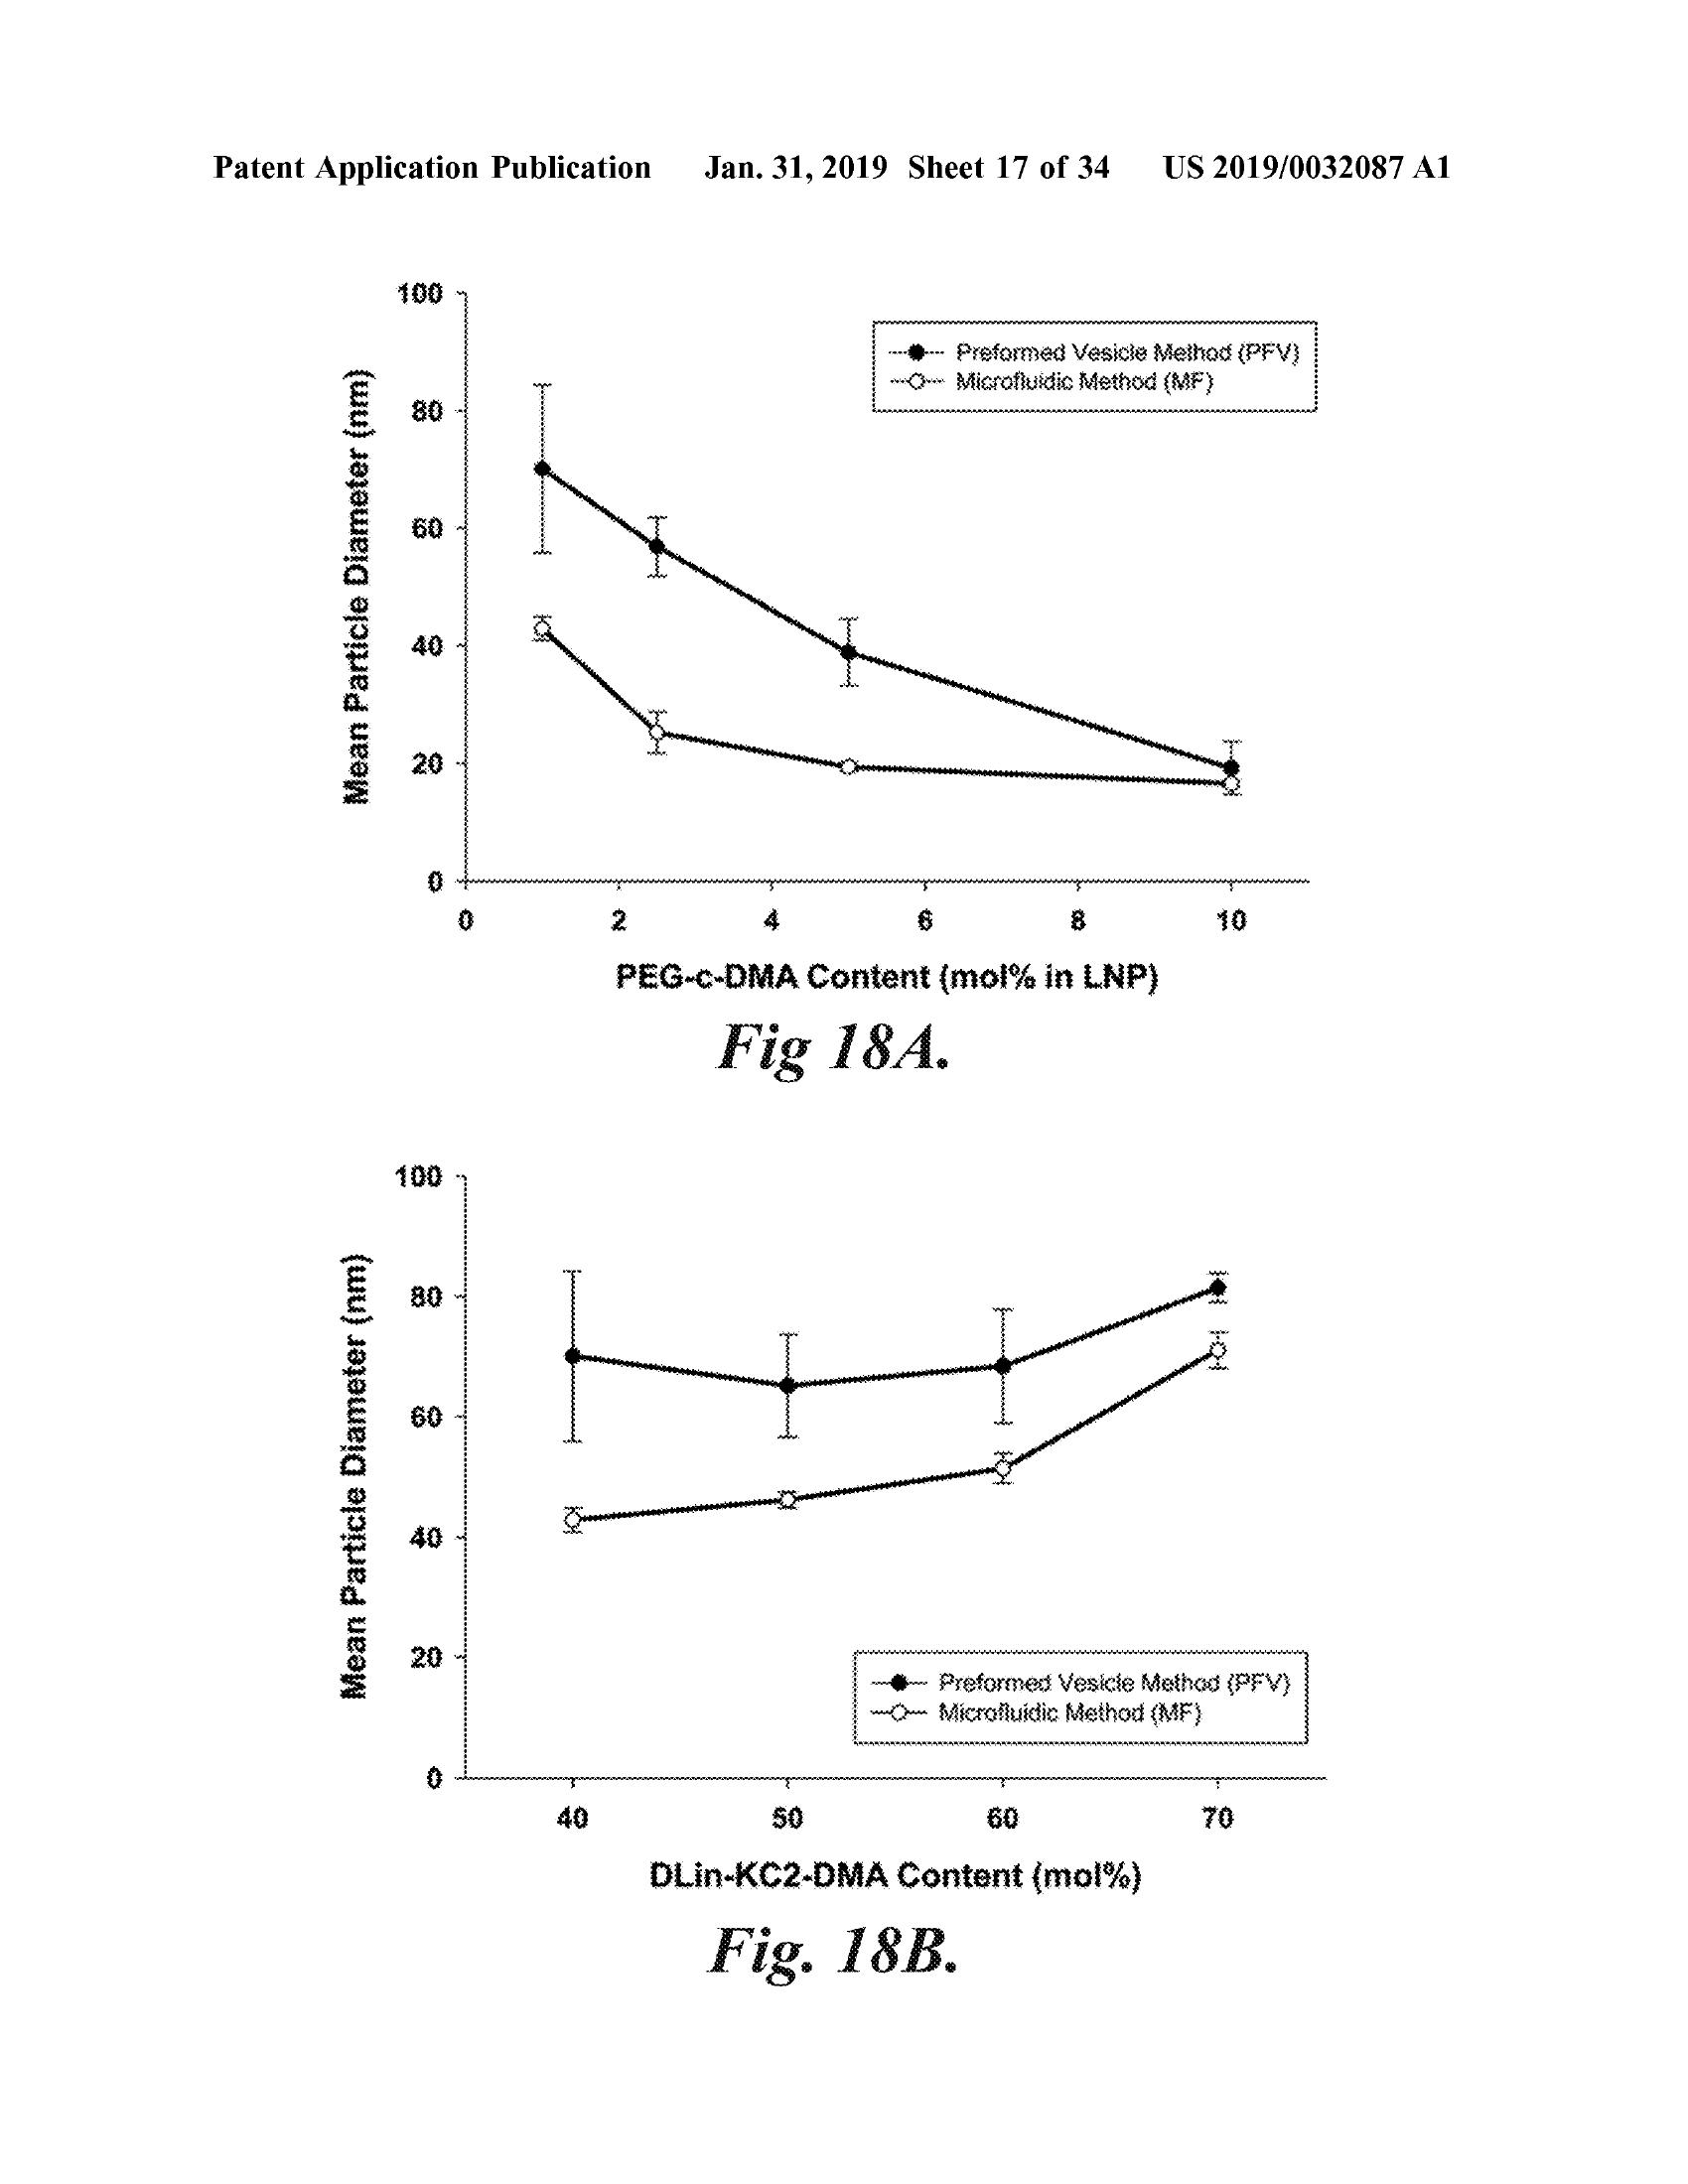 Patent Application Publication Jan. 31, 2019 Sheet 17 of 34 US 2019/0032087 A1
100
80
60
40
20
0
Mean Particle Diameter (nm)
Preformed Vesicle Method (PFV)
Microfluidic Method (MF)
0 2 4 6 8 10
PEG-c-DMA Content (mol% in LNP)
Fig 18A.
100
80
60
40
20
0
Mean Particle Diameter (nm)
Preformed Vesicle Method (PFV)
Microfluidic Method (MF)
40 50 60 70
DLin-KC2-DMA Content (mol%)
Fig. 18B.